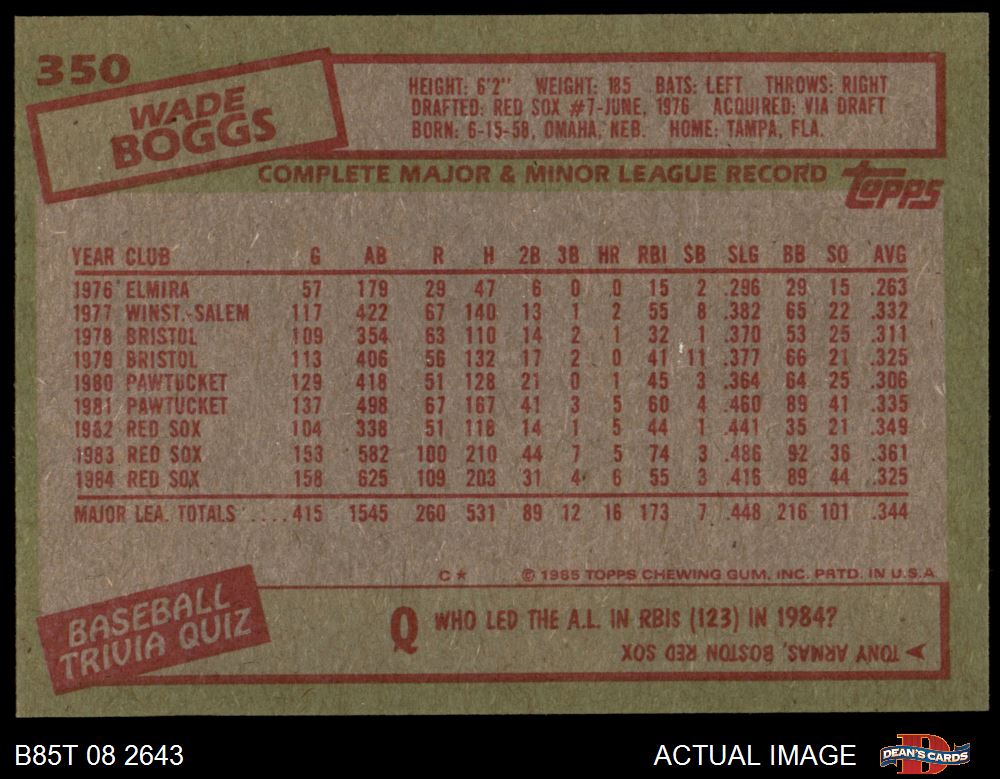 350
WADE
BOGGS
HEIGHT: 6'2" WEIGHT: 185 BATS: LEFT THROWS: RIGHT
DRAFTED: RED SOX #7-JUNE, 1976 ACQUIRED: VIA DRAFT
BORN: 6-15-58, OMAHA, NEB. HOME: TAMPA, FLA.
COMPLETE MAJOR & MINOR LEAGUE RECORD topps
YEAR CLUB G AB R H 2B 3B HR RBI SB SLG BB SO AVG
1976 ELMIRA 57 179 29 47 6 0 0 15 2 .296 29 15 .263
1977 WINST.-SALEM 117 422 67 140 13 1 2 55 8 .382 65 22 .332
1978 BRISTOL 109 354 63 110 14 2 1 32 1 .370 53 25 .311
1979 BRISTOL 113 406 56 132 17 2 0 41 11 .377 66 21 .325
1980 PAWTUCKET 129 418 51 128 21 0 1 45 3 .364 64 25 .306
1981 PAWTUCKET 137 498 67 167 41 3 5 60 4 .460 89 41 .335
1982 RED SOX 104 338 51 118 14 1 5 44 1 .441 35 21 .349
1983 RED SOX 153 582 100 210 44 7 5 74 3 .486 92 36 .361
1984 RED SOX 158 625 109 203 31 4 6 55 3 .416 89 44 .325
MAJOR LEA. TOTALS ....415 1545 260 531 89 12 16 173 7 .448 216 101 .344
C* © 1985 TOPPS CHEWING GUM, INC. PRTD. IN U.S.A.
BASEBALL
TRIVIA QUIZ
Q WHO LED THE A.L. IN RBIs (123) IN 1984?
TONY ARMAS, BOSTON RED SOX
B85T 08 2643 ACTUAL IMAGE DEAN'S CARDS